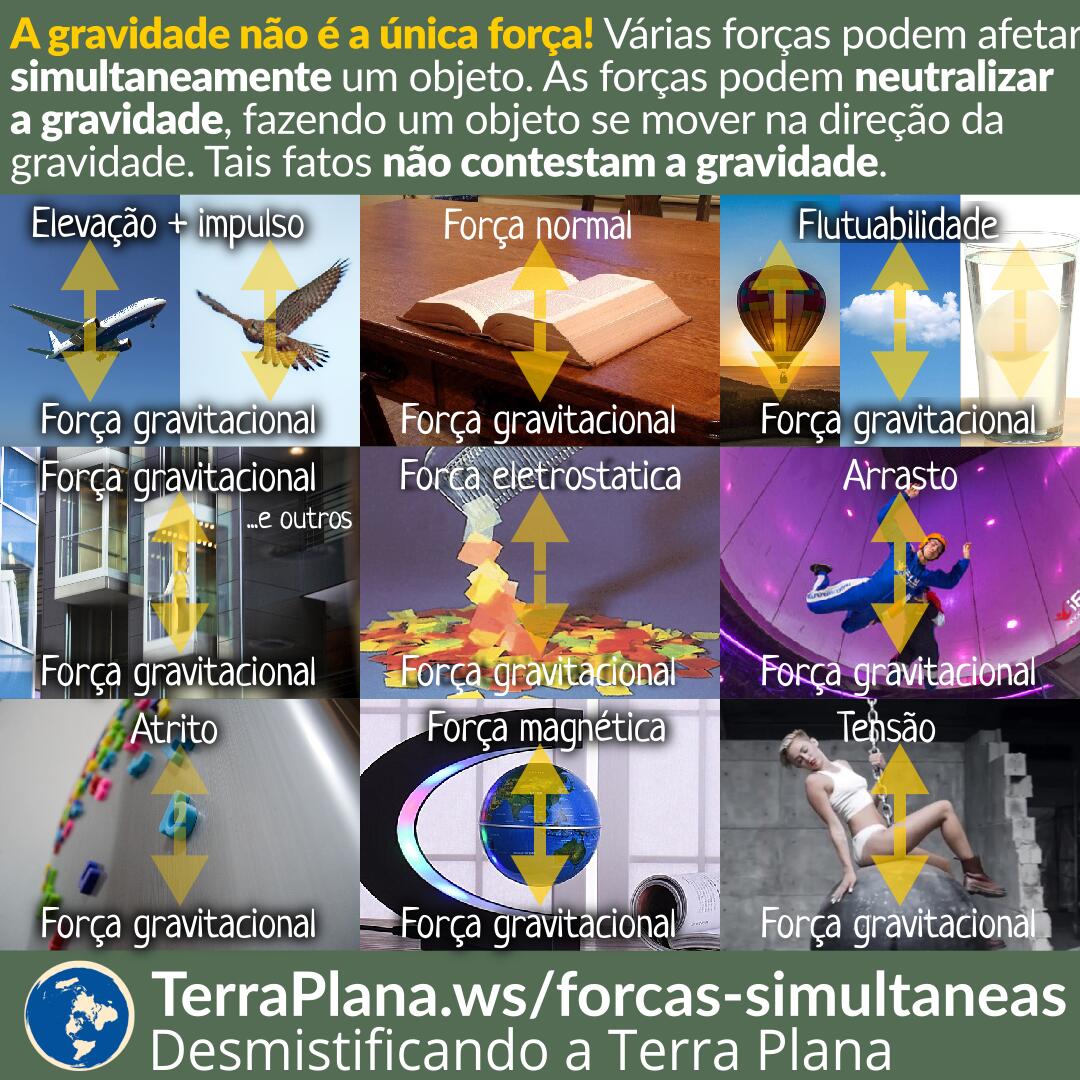 A gravidade não é a única força! Várias forças podem afetar
simultaneamente um objeto. As forças podem neutralizar
a gravidade, fazendo um objeto se mover na direção da
gravidade. Tais fatos não contestam a gravidade.
Elevação + impulso
Força gravitacional
Força normal
Força gravitacional
Flutuabilidade
Força gravitacional
Força gravitacional
...e outros
Força gravitacional
Força eletrostatica
Força gravitacional
Arrasto
Força gravitacional
Atrito
Força gravitacional
Força magnética
Força gravitacional
Tensão
Força gravitacional
TerraPlana.ws/forcas-simultaneas
Desmistificando a Terra Plana